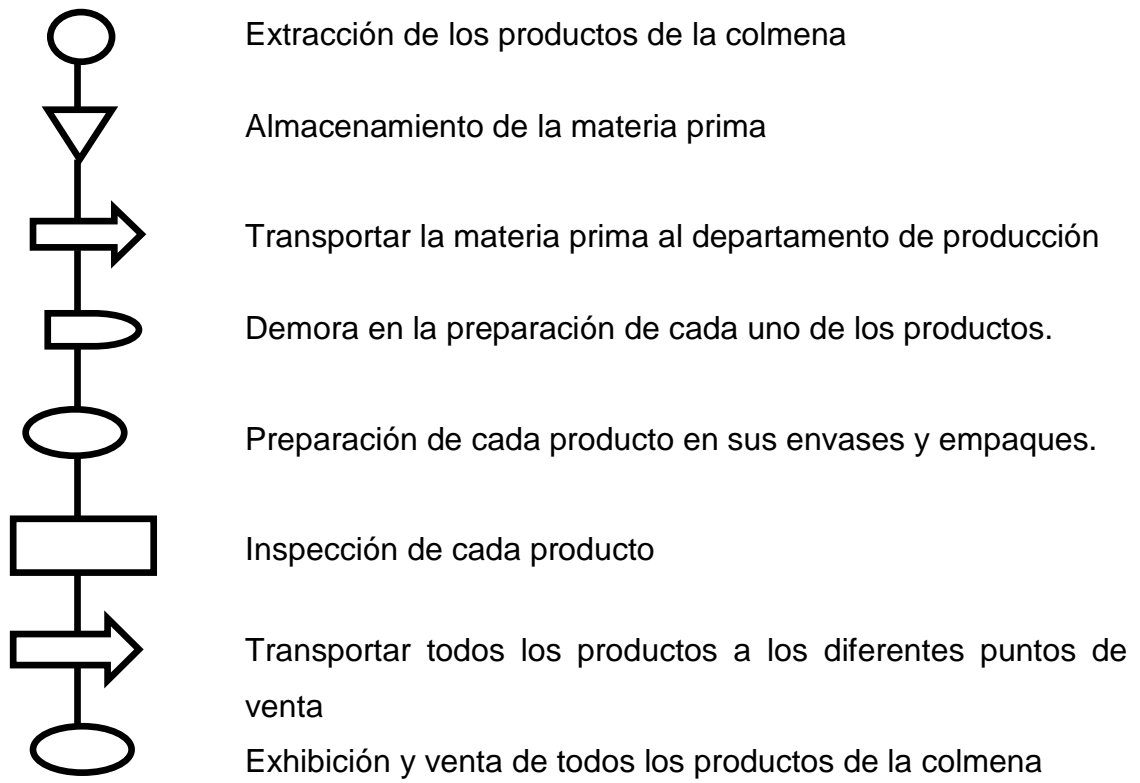 Extracción de los productos de la colmena
Almacenamiento de la materia prima
Transportar la materia prima al departamento de producción
Demora en la preparación de cada uno de los productos.
Preparación de cada producto en sus envases y empaques.
Inspección de cada producto
Transportar todos los productos a los diferentes puntos de
venta
Exhibición y venta de todos los productos de la colmena